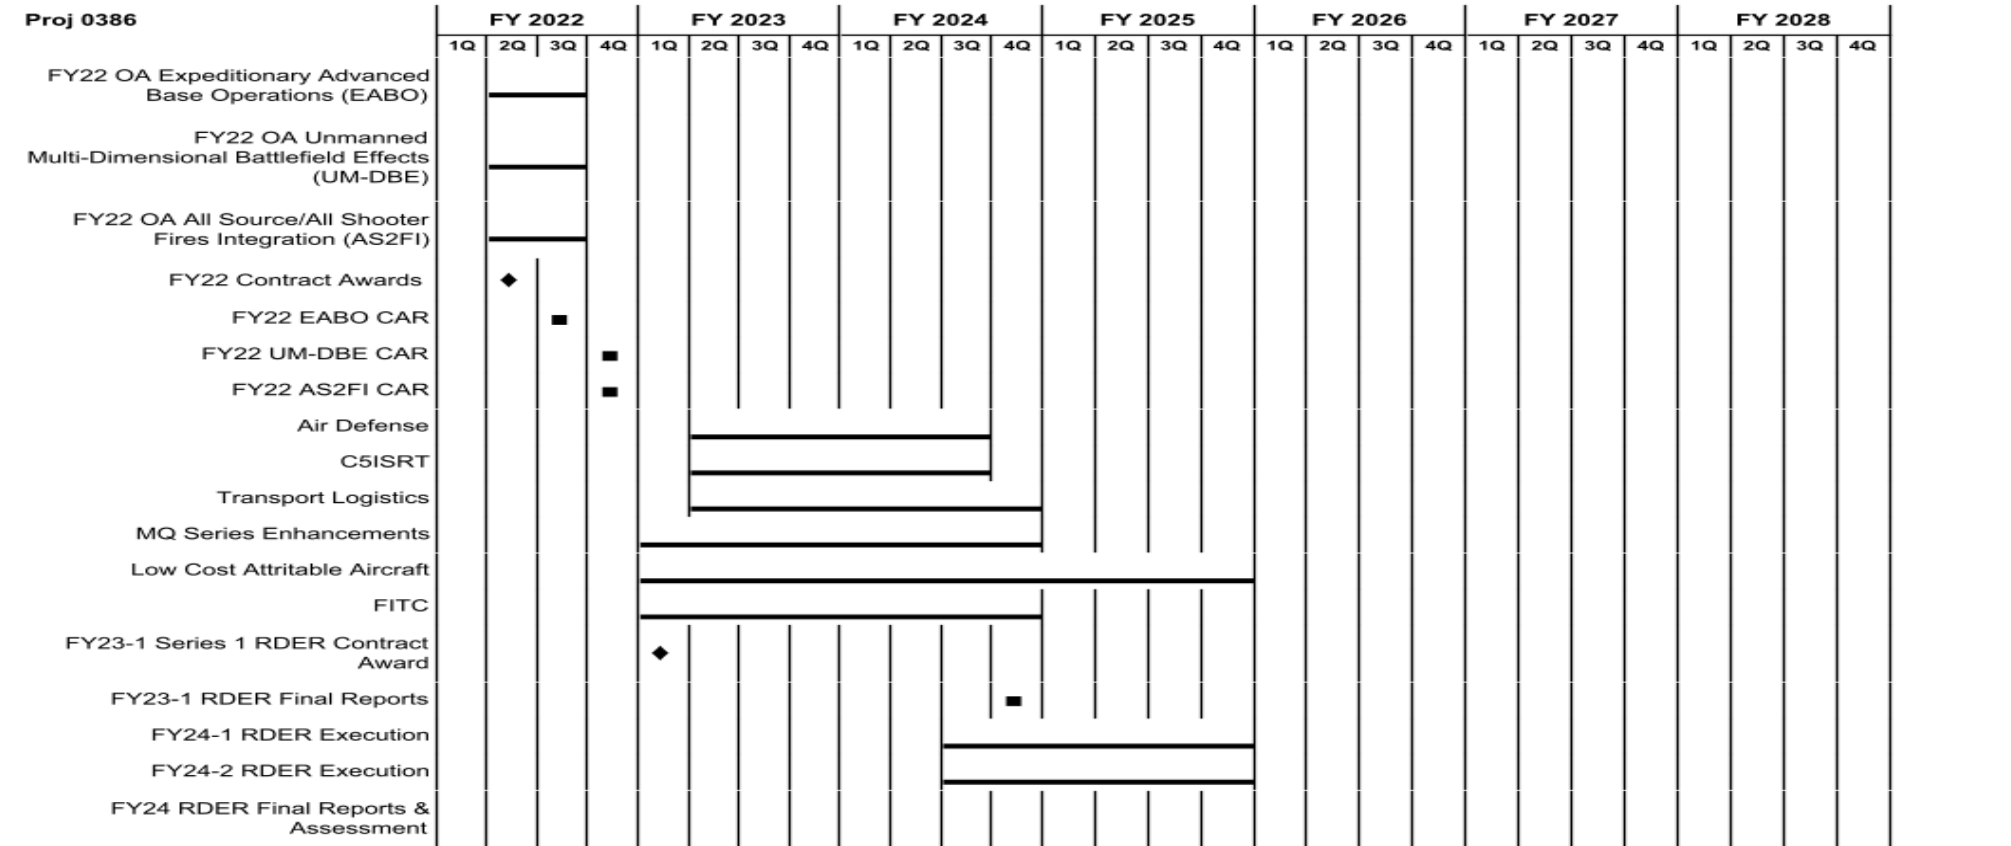 Proj 0386 FY 2022 FY 2023 FY 2024 FY 2025 FY 2026 FY 2027 FY 2028
1Q 2Q 3Q 4Q 1Q 2Q 3Q 4Q 1Q 2Q 3Q 4Q 1Q 2Q 3Q 4Q 1Q 2Q 3Q 4Q 1Q 2Q 3Q 4Q 1Q 2Q 3Q 4Q
FY22 OA Expeditionary Advanced
Base Operations (EABO)
FY22 OA Unmanned
Multi-Dimensional Battlefield Effects
(UM-DBE)
FY22 OA All Source/All Shooter
Fires Integration (AS2FI)
FY22 Contract Awards
FY22 EABO CAR
FY22 UM-DBE CAR
FY22 AS2FI CAR
Air Defense
C5ISRT
Transport Logistics
MQ Series Enhancements
Low Cost Attritable Aircraft
FITC
FY23-1 Series 1 RDER Contract
Award
FY23-1 RDER Final Reports
FY24-1 RDER Execution
FY24-2 RDER Execution
FY24 RDER Final Reports &
Assessment